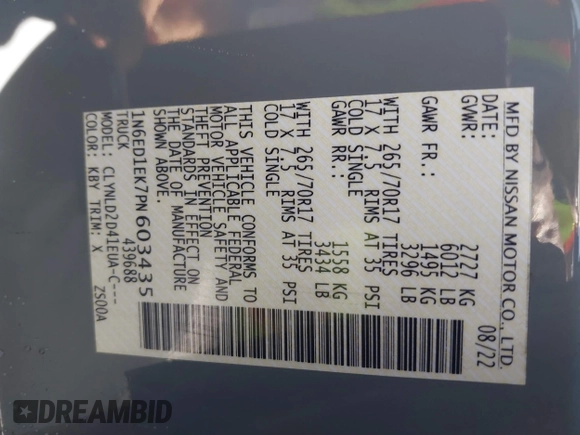 MFD BY NISSAN MOTOR CO., LTD.
DATE: 08/22
GVWR: 2727 KG
6012 LB
GAWR FR.: 1495 KG
3296 LB
WITH 265/70R17 TIRES
17 X 7.5 RIMS AT 35 PSI
COLD SINGLE
GAWR RR.: 1558 KG
3434 LB
WITH 265/70R17 TIRES
17 X 7.5 RIMS AT 35 PSI
COLD SINGLE
THIS VEHICLE CONFORMS TO
ALL APPLICABLE FEDERAL
MOTOR VEHICLE SAFETY AND
THEFT PREVENTION
STANDARDS IN EFFECT ON
THE DATE OF MANUFACTURE
SHOWN ABOVE.
1N6ED1EK7PN603435
TRUCK 439688
MODEL: CLYNLD2D41EUA-C---
COLOR: KBY TRIM: X ZS00A
DREAMBID